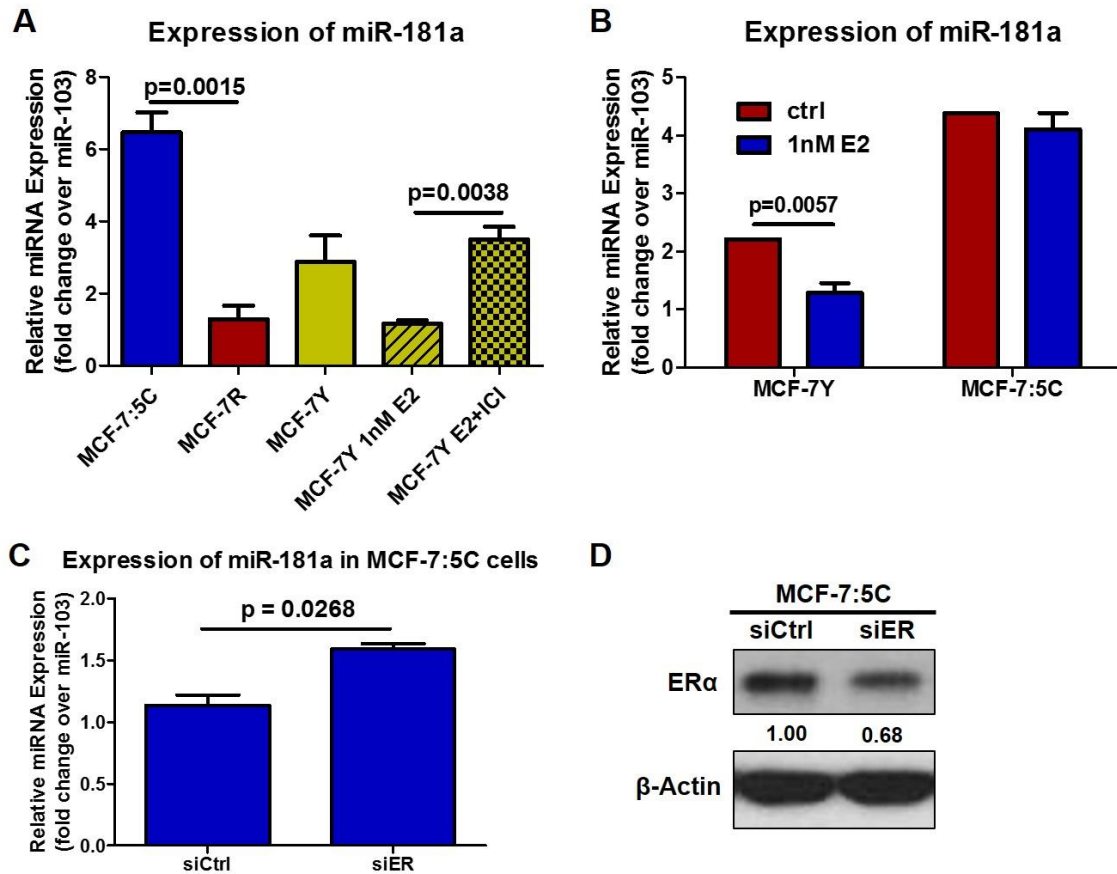 A
Expression of miR-181a
Relative miRNA Expression
(fold change over miR-103)
8
6
4
2
0
p=0.0015
p=0.0038
MCF-7:5C
MCF-7R
MCF-7Y
MCF-7Y 1nM E2
MCF-7Y E2+ICI
B
Expression of miR-181a
Relative miRNA Expression
(fold change over miR-103)
5
4
3
2
1
0
ctrl
1nM E2
p=0.0057
MCF-7Y
MCF-7:5C
C
Expression of miR-181a in MCF-7:5C cells
Relative miRNA Expression
(fold change over miR-103)
2.0
1.5
1.0
0.5
0.0
p = 0.0268
siCtrl
siER
D
MCF-7:5C
siCtrl siER
ERα
1.00 0.68
β-Actin